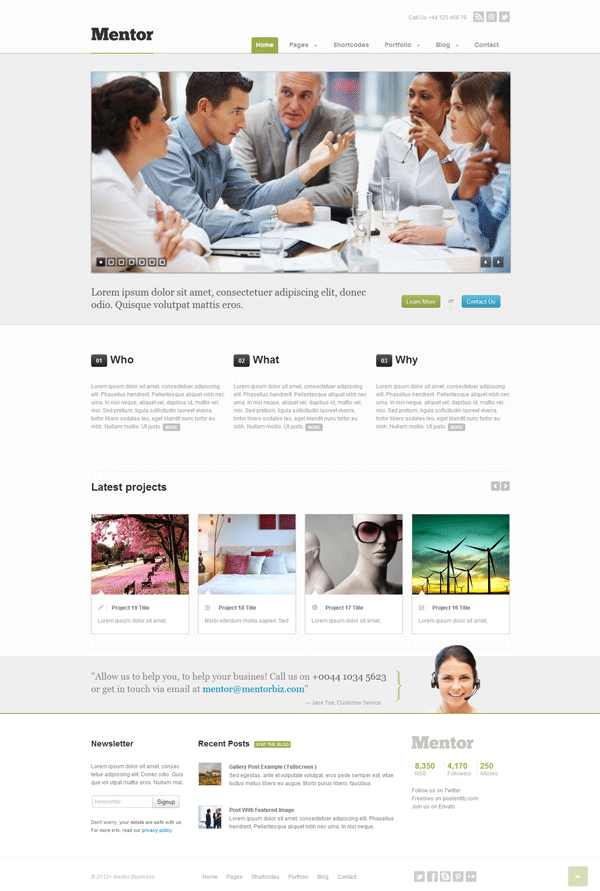 Call Us +44 123 456 78
Mentor
Home Pages Shortcodes Portfolio Blog Contact
Lorem ipsum dolor sit amet, consectetuer adipiscing elit, donec
odio. Quisque volutpat mattis eros.
Learn More or Contact Us
01 Who
Lorem ipsum dolor sit amet, consectetuer adipiscing
elit. Phasellus hendrerit. Pellentesque aliquet nibh nec
urna. In nisi neque, aliquet vel, dapibus id, mattis vel,
nisi. Sed pretium, ligula sollicitudin laoreet viverra,
tortor libero sodales leo, eget blandit nunc tortor eu
nibh. Nullam mollis. Ut justo. MORE
02 What
Lorem ipsum dolor sit amet, consectetuer adipiscing
elit. Phasellus hendrerit. Pellentesque aliquet nibh nec
urna. In nisi neque, aliquet vel, dapibus id, mattis vel,
nisi. Sed pretium, ligula sollicitudin laoreet viverra,
tortor libero sodales leo, eget blandit nunc tortor eu
nibh. Nullam mollis. Ut justo. MORE
03 Why
Lorem ipsum dolor sit amet, consectetuer adipiscing
elit. Phasellus hendrerit. Pellentesque aliquet nibh nec
urna. In nisi neque, aliquet vel, dapibus id, mattis vel,
nisi. Sed pretium, ligula sollicitudin laoreet viverra,
tortor libero sodales leo, eget blandit nunc tortor eu
nibh. Nullam mollis. Ut justo. MORE
Latest projects
Project 19 Title
Lorem ipsum dolor sit amet,
Project 18 Title
Morbi interdum mollis sapien. Sed
Project 17 Title
Lorem ipsum dolor sit amet,
Project 16 Title
Lorem ipsum dolor sit amet,
"Allow us to help you, to help your busines! Call us on +0044 1034 5623
or get in touch via email at mentor@mentorbiz.com"
— Jane Tax, Customer Service
Newsletter
Lorem ipsum dolor sit amet, consec
tetuer adipiscing elit sit amet. Quis
que vol utpat mattis eros. Nullam mal.
Newsletter.. Signup
Don't worry, your details are safe with us.
For more info, read our privacy policy
Recent Posts VISIT THE BLOG
Gallery Post Example ( Fullscreen )
Sed egestas, ante et vulputate volutpat, eros pede semper est, vitae
luctus metus libero eu augue. Morbi purus libero, faucibus
Post With Featured Image
Lorem ipsum dolor sit amet, consectetuer adipiscing elit. Phasellus
hendrerit. Pellentesque aliquet nibh nec urna. In nisi neque,
Mentor
8,350 4,170 250
RSS Followers Articles
Follow us on Twitter
Freebies on pixelentity.com
Join us on Envato
© 2012+ Mentor Business
Home Pages Shortcodes Portfolio Blog Contact